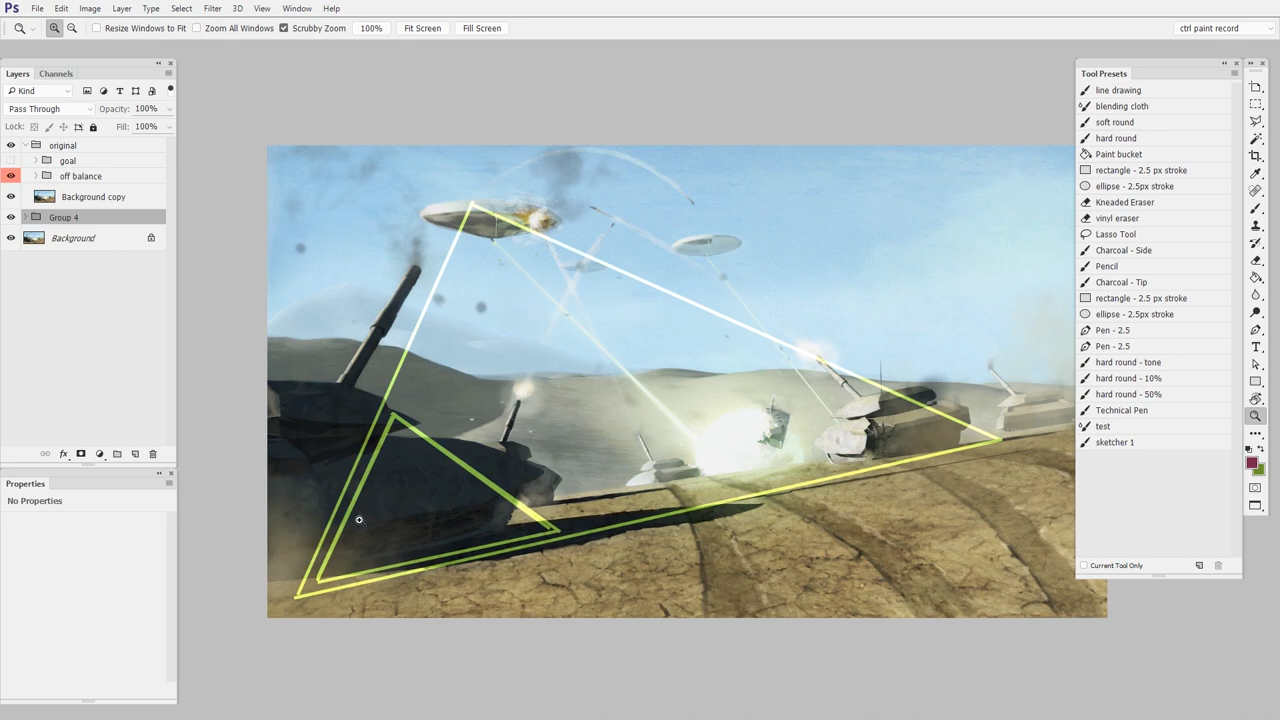 Ps File Edit Image Layer Type Select Filter 3D View Window Help
Resize Windows to Fit Zoom All Windows Scrubby Zoom 100% Fit Screen Fill Screen ctrl paint record
Layers Channels
Kind
Pass Through Opacity: 100%
Lock: Fill: 100%
original
goal
off balance
Background copy
Group 4
Background
fx
Properties
No Properties
Tool Presets
line drawing
blending cloth
soft round
hard round
Paint bucket
rectangle - 2.5 px stroke
ellipse - 2.5px stroke
Kneaded Eraser
vinyl eraser
Lasso Tool
Charcoal - Side
Pencil
Charcoal - Tip
rectangle - 2.5 px stroke
ellipse - 2.5px stroke
Pen - 2.5
Pen - 2.5
hard round - tone
hard round - 10%
hard round - 50%
Technical Pen
test
sketcher 1
Current Tool Only